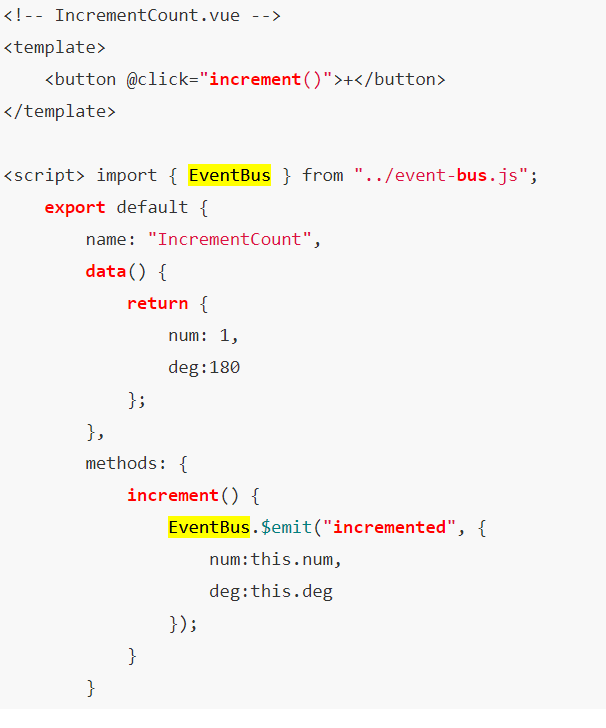 <!-- IncrementCount.vue -->
<template>
    <button @click="increment()">+</button>
</template>

<script> import { EventBus } from "../event-bus.js";
    export default {
        name: "IncrementCount",
        data() {
            return {
                num: 1,
                deg:180
            };
        },
        methods: {
            increment() {
                EventBus.$emit("incremented", {
                    num:this.num,
                    deg:this.deg
                });
            }
        }